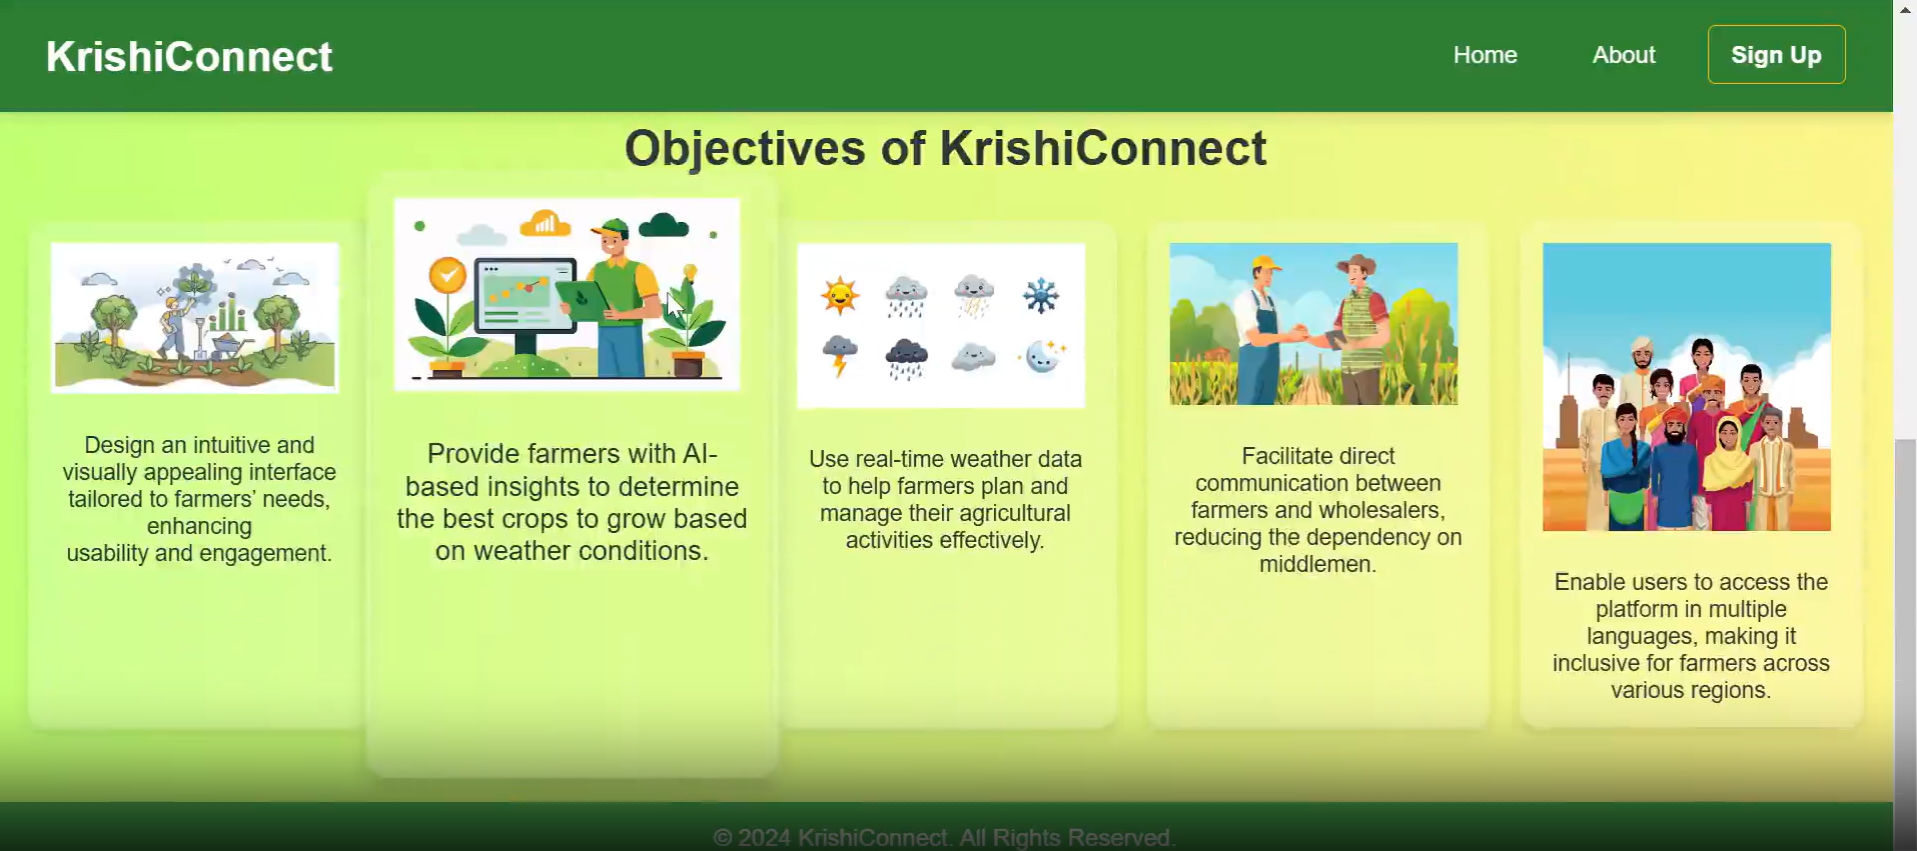 KrishiConnect
Home
About
Sign Up
Objectives of KrishiConnect
Design an intuitive and
visually appealing interface
tailored to farmers’ needs,
enhancing
usability and engagement.
Provide farmers with AI-
based insights to determine
the best crops to grow based
on weather conditions.
Use real-time weather data
to help farmers plan and
manage their agricultural
activities effectively.
Facilitate direct
communication between
farmers and wholesalers,
reducing the dependency on
middlemen.
Enable users to access the
platform in multiple
languages, making it
inclusive for farmers across
various regions.
© 2024 KrishiConnect. All Rights Reserved.